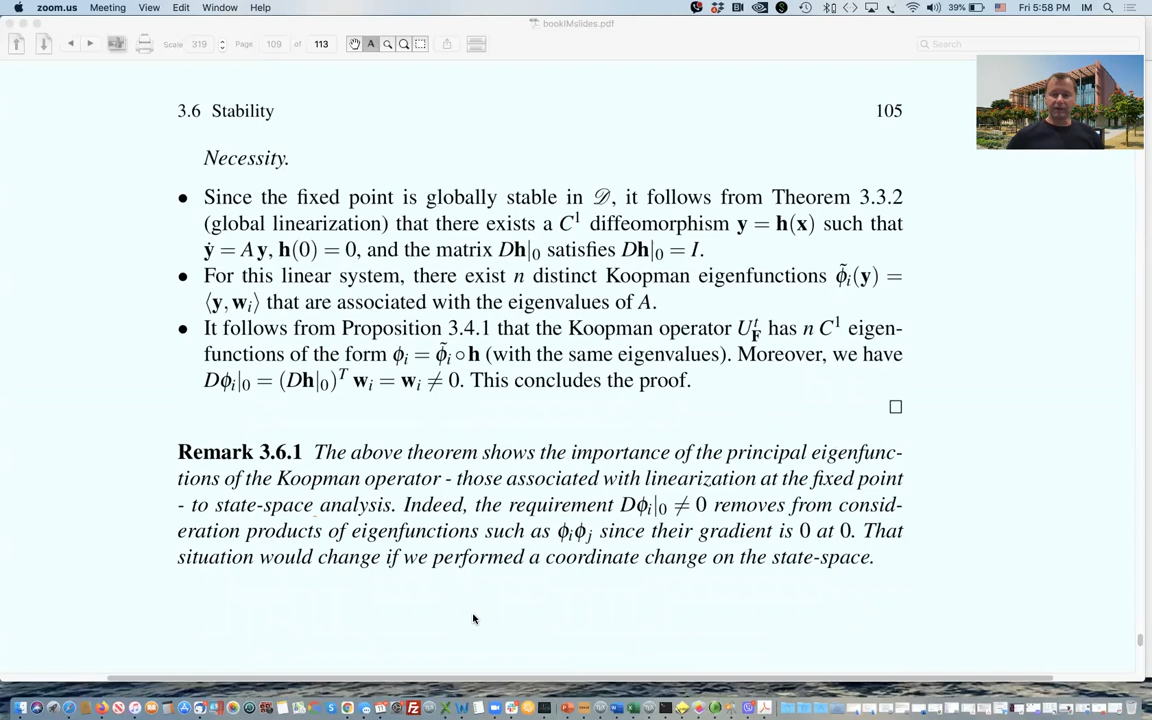 zoom.us Meeting View Edit Window Help 39% Fri 5:58 PM IM
bookIMslides.pdf
Scale 319 Page 109 of 113 A Search
3.6 Stability 105
Necessity.
• Since the fixed point is globally stable in 𝒟, it follows from Theorem 3.3.2
(global linearization) that there exists a C¹ diffeomorphism y = h(x) such that
ẏ = Ay, h(0) = 0, and the matrix Dh|₀ satisfies Dh|₀ = I.
• For this linear system, there exist n distinct Koopman eigenfunctions ϕ̃ᵢ(y) =
⟨y, wᵢ⟩ that are associated with the eigenvalues of A.
• It follows from Proposition 3.4.1 that the Koopman operator Uᵗ_F has n C¹ eigen-
functions of the form ϕᵢ = ϕ̃ᵢ ∘ h (with the same eigenvalues). Moreover, we have
Dϕᵢ|₀ = (Dh|₀)ᵀ wᵢ = wᵢ ≠ 0. This concludes the proof.
□
Remark 3.6.1 The above theorem shows the importance of the principal eigenfunc-
tions of the Koopman operator - those associated with linearization at the fixed point
- to state-space analysis. Indeed, the requirement Dϕᵢ|₀ ≠ 0 removes from consid-
eration products of eigenfunctions such as ϕᵢϕⱼ since their gradient is 0 at 0. That
situation would change if we performed a coordinate change on the state-space.